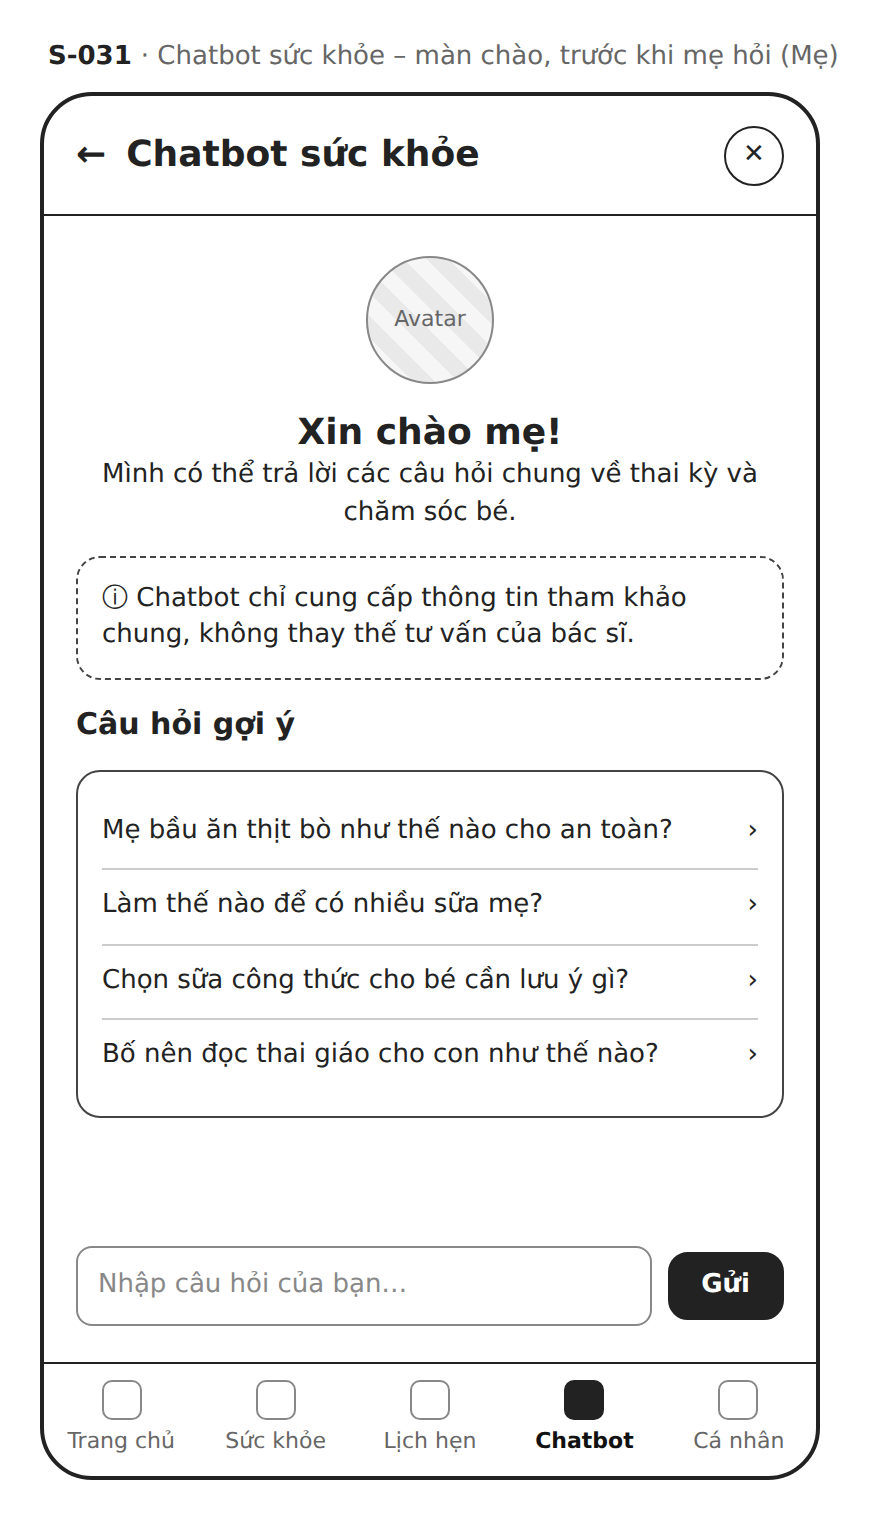 S-031 · Chatbot sức khỏe – màn chào, trước khi mẹ hỏi (Mẹ)
← Chatbot sức khỏe ✕
Avatar
Xin chào mẹ!
Mình có thể trả lời các câu hỏi chung về thai kỳ và
chăm sóc bé.
ⓘ Chatbot chỉ cung cấp thông tin tham khảo
chung, không thay thế tư vấn của bác sĩ.
Câu hỏi gợi ý
Mẹ bầu ăn thịt bò như thế nào cho an toàn? ›
Làm thế nào để có nhiều sữa mẹ? ›
Chọn sữa công thức cho bé cần lưu ý gì? ›
Bố nên đọc thai giáo cho con như thế nào? ›
Nhập câu hỏi của bạn... Gửi
Trang chủ Sức khỏe Lịch hẹn Chatbot Cá nhân